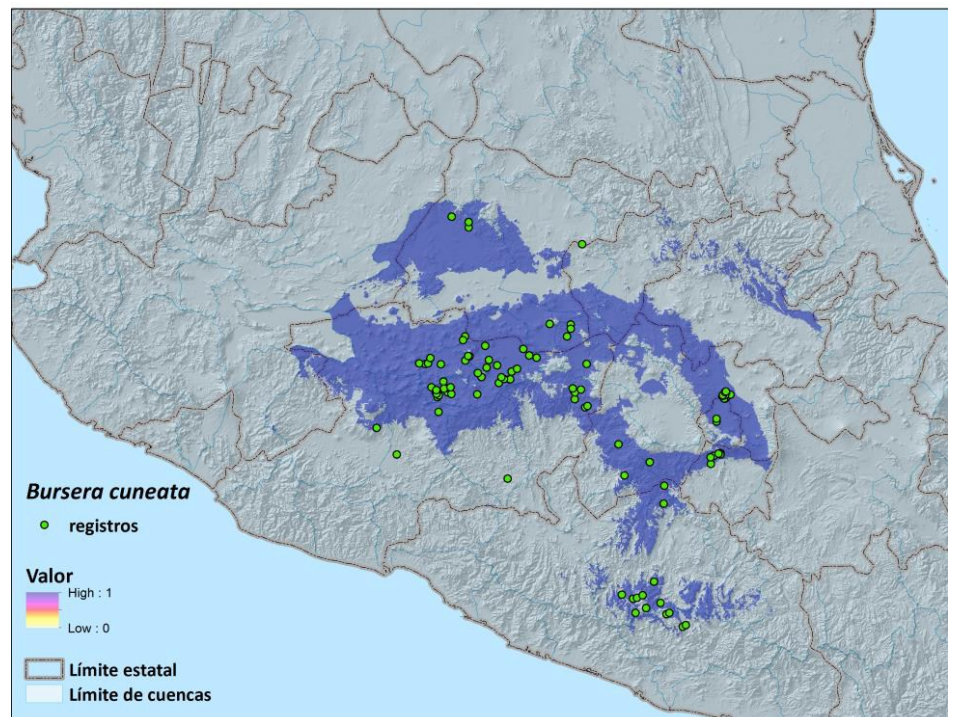 Bursera cuneata
registros
Valor
High : 1
Low : 0
Límite estatal
Límite de cuencas